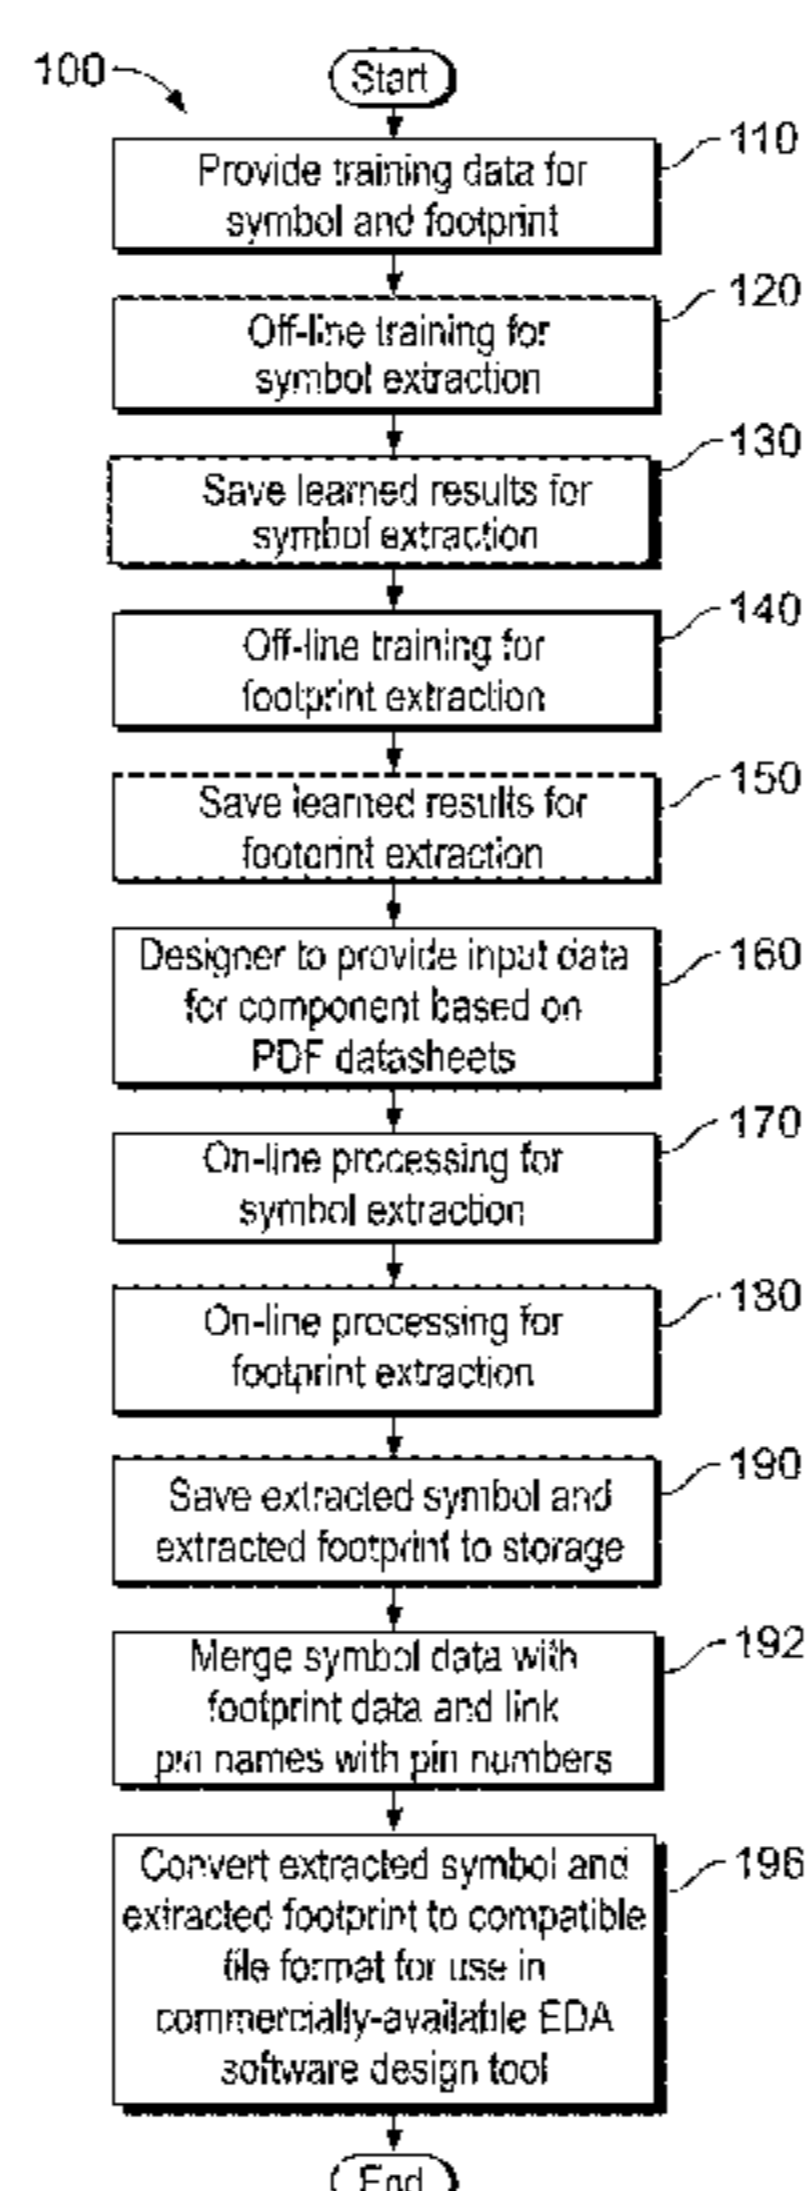 100
Start
110
Provide training data for
symbol and footprint
120
Off-line training for
symbol extraction
130
Save learned results for
symbol extraction
140
Off-line training for
footprint extraction
150
Save learned results for
footprint extraction
160
Designer to provide input data
for component based on
PDF datasheets
170
On-line processing for
symbol extraction
180
On-line processing for
footprint extraction
190
Save extracted symbol and
extracted footprint to storage
192
Merge symbol data with
footprint data and link
pin names with pin numbers
196
Convert extracted symbol and
extracted footprint to compatible
file format for use in
commercially-available EDA
software design tool
End